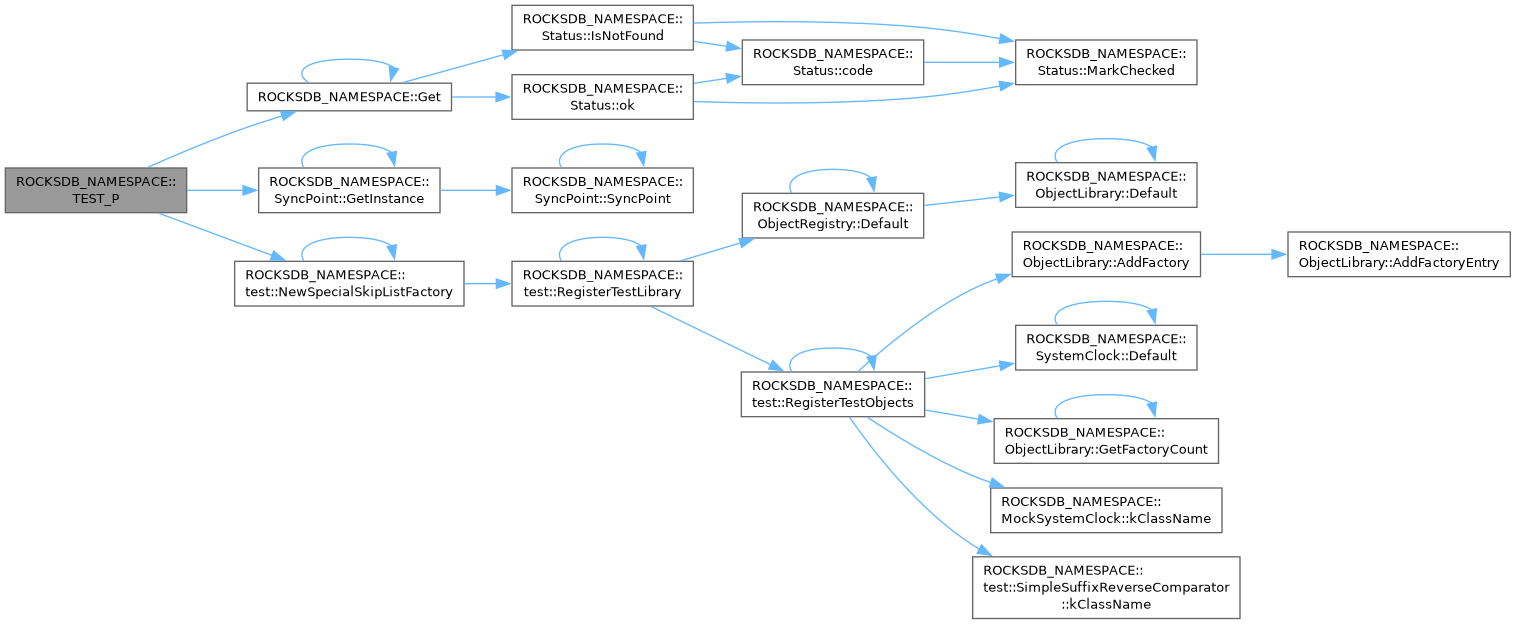 ROCKSDB_NAMESPACE::
TEST_P
ROCKSDB_NAMESPACE::Get
ROCKSDB_NAMESPACE::
Status::IsNotFound
ROCKSDB_NAMESPACE::
Status::code
ROCKSDB_NAMESPACE::
Status::MarkChecked
ROCKSDB_NAMESPACE::
Status::ok
ROCKSDB_NAMESPACE::
SyncPoint::GetInstance
ROCKSDB_NAMESPACE::
SyncPoint::SyncPoint
ROCKSDB_NAMESPACE::
test::NewSpecialSkipListFactory
ROCKSDB_NAMESPACE::
test::RegisterTestLibrary
ROCKSDB_NAMESPACE::
ObjectRegistry::Default
ROCKSDB_NAMESPACE::
ObjectLibrary::Default
ROCKSDB_NAMESPACE::
test::RegisterTestObjects
ROCKSDB_NAMESPACE::
ObjectLibrary::AddFactory
ROCKSDB_NAMESPACE::
ObjectLibrary::AddFactoryEntry
ROCKSDB_NAMESPACE::
SystemClock::Default
ROCKSDB_NAMESPACE::
ObjectLibrary::GetFactoryCount
ROCKSDB_NAMESPACE::
MockSystemClock::kClassName
ROCKSDB_NAMESPACE::
test::SimpleSuffixReverseComparator
::kClassName